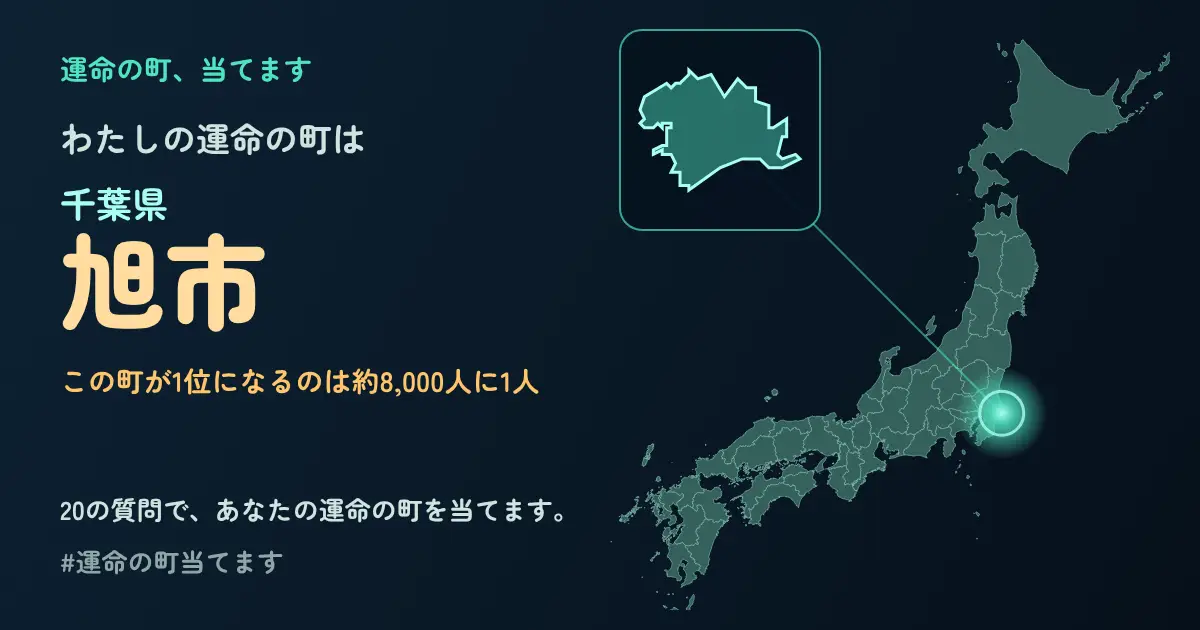 運命の町、当てます
わたしの運命の町は
千葉県
旭市
この町が1位になるのは約8,000人に1人
20の質問で、あなたの運命の町を当てます。
#運命の町当てます